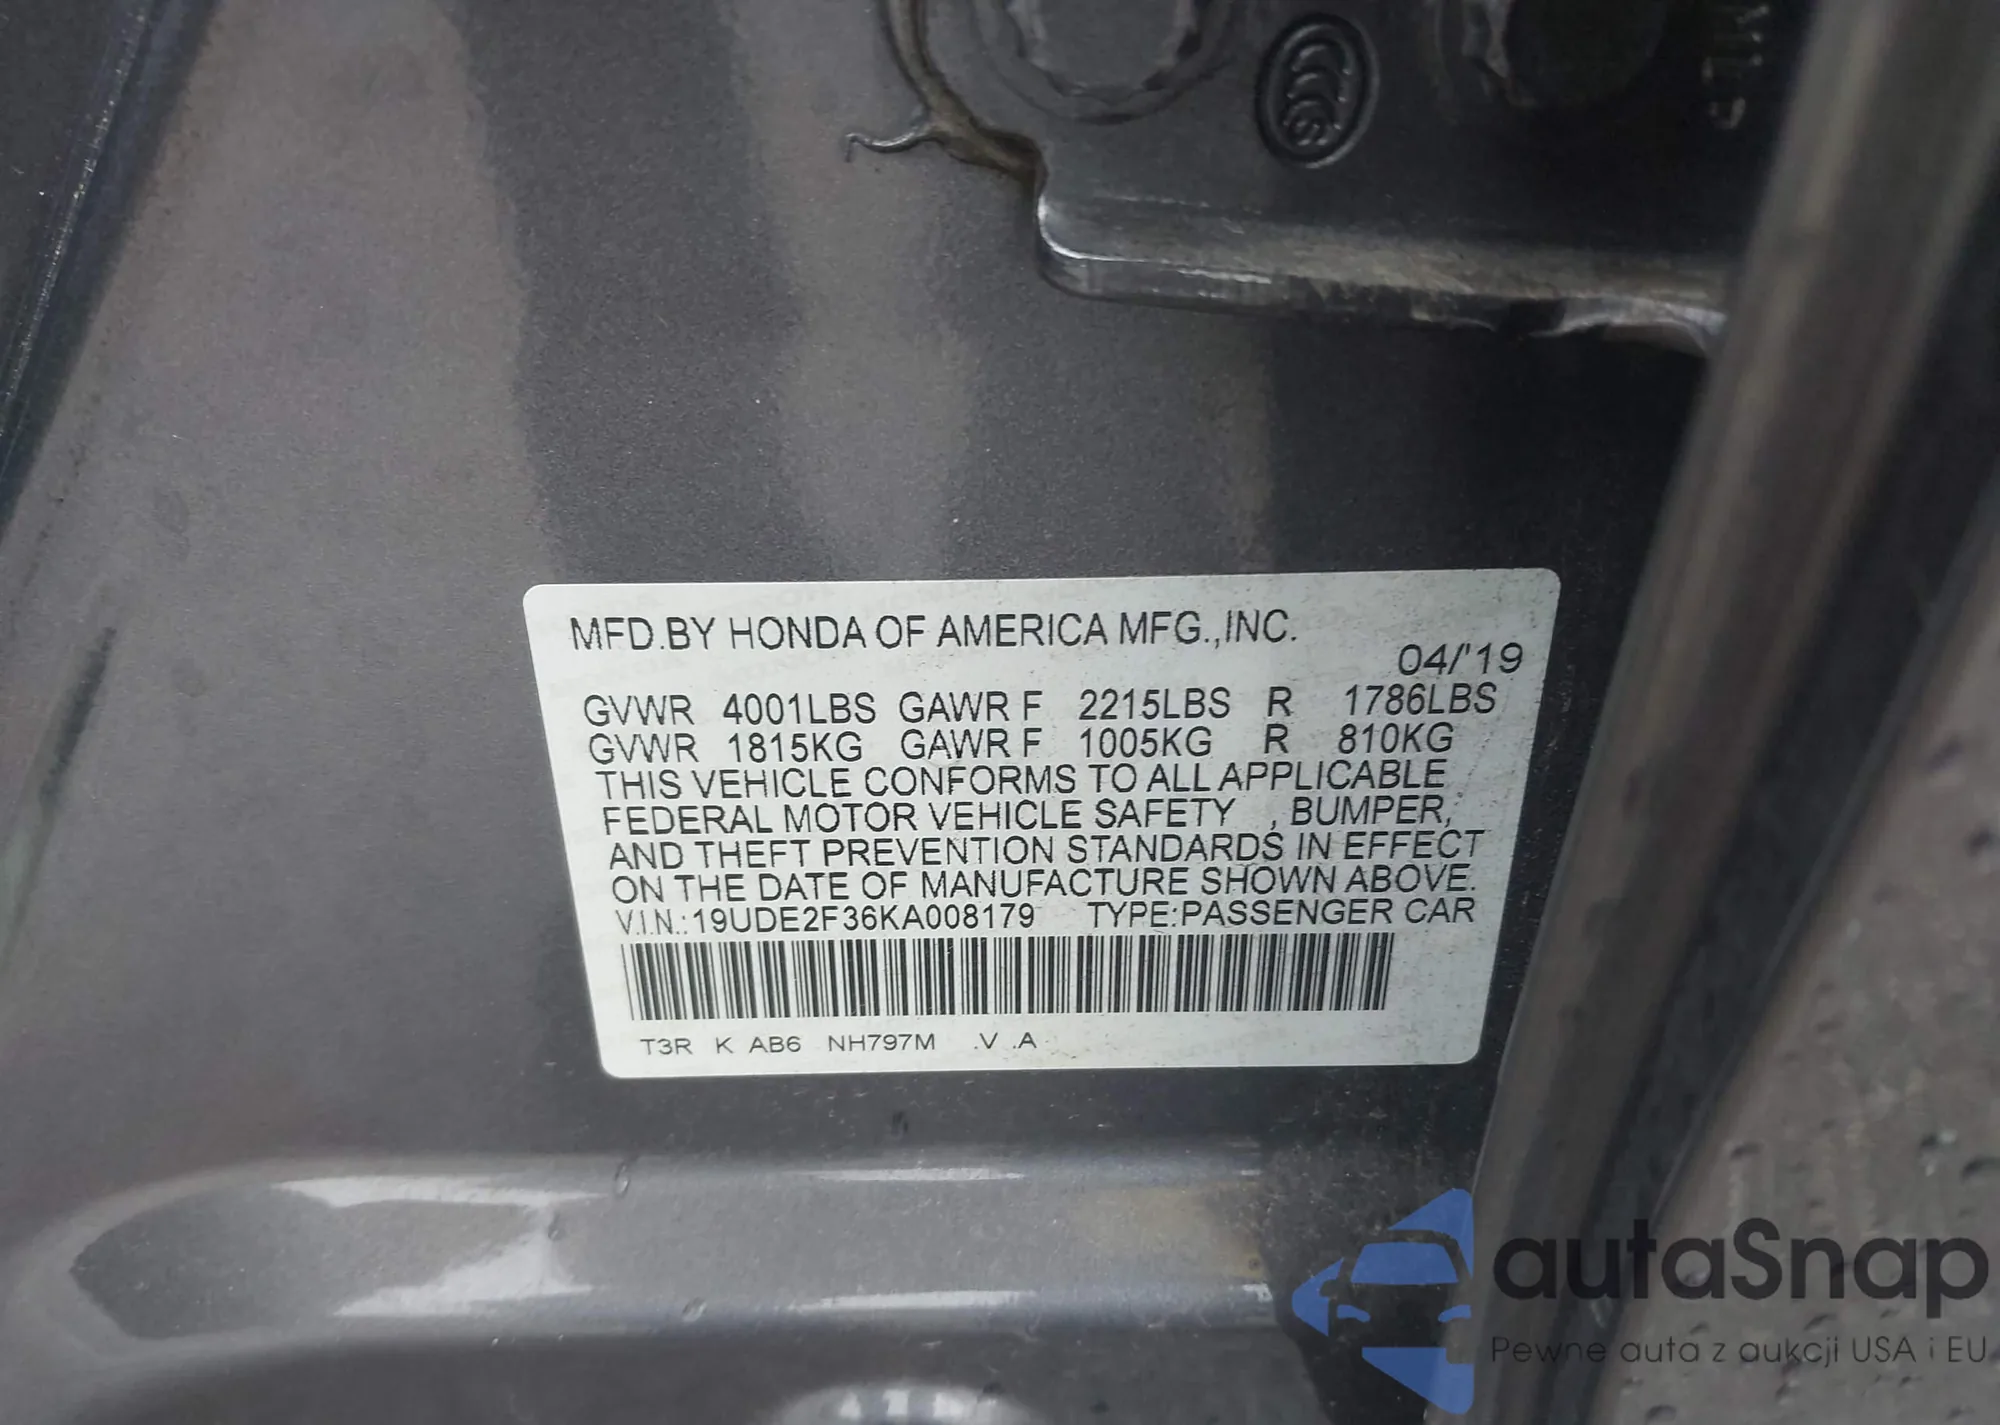 MFD.BY HONDA OF AMERICA MFG.,INC.
04/'19
GVWR 4001LBS GAWR F 2215LBS R 1786LBS
GVWR 1815KG GAWR F 1005KG R 810KG
THIS VEHICLE CONFORMS TO ALL APPLICABLE
FEDERAL MOTOR VEHICLE SAFETY , BUMPER,
AND THEFT PREVENTION STANDARDS IN EFFECT
ON THE DATE OF MANUFACTURE SHOWN ABOVE.
V.I.N.:19UDE2F36KA008179 TYPE:PASSENGER CAR
T3R K AB6 NH797M .V .A
autaSnap
Pewne auta z aukcji USA i EU